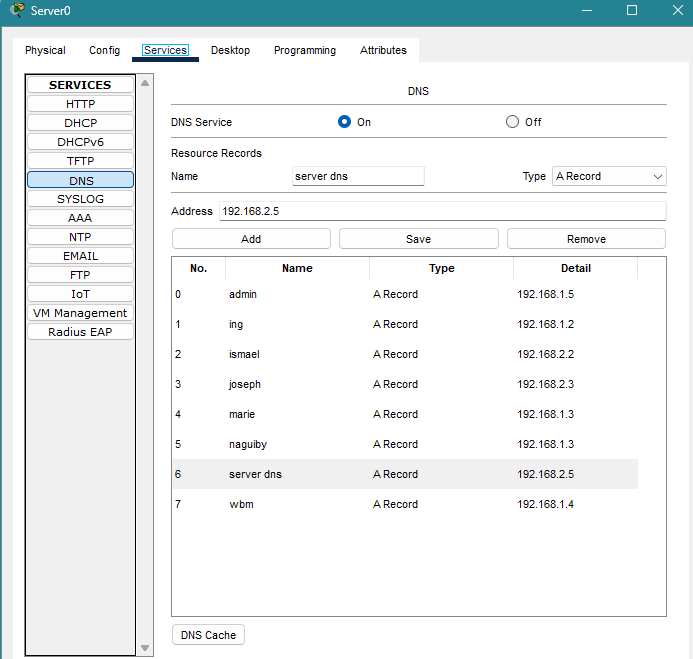 Server0
Physical Config Services Desktop Programming Attributes
SERVICES
HTTP
DHCP
DHCPv6
TFTP
DNS
SYSLOG
AAA
NTP
EMAIL
FTP
IoT
VM Management
Radius EAP
DNS
DNS Service On Off
Resource Records
Name server dns Type A Record
Address 192.168.2.5
Add Save Remove
No. Name Type Detail
0 admin A Record 192.168.1.5
1 ing A Record 192.168.1.2
2 ismael A Record 192.168.2.2
3 joseph A Record 192.168.2.3
4 marie A Record 192.168.1.3
5 naguiby A Record 192.168.1.3
6 server dns A Record 192.168.2.5
7 wbm A Record 192.168.1.4
DNS Cache